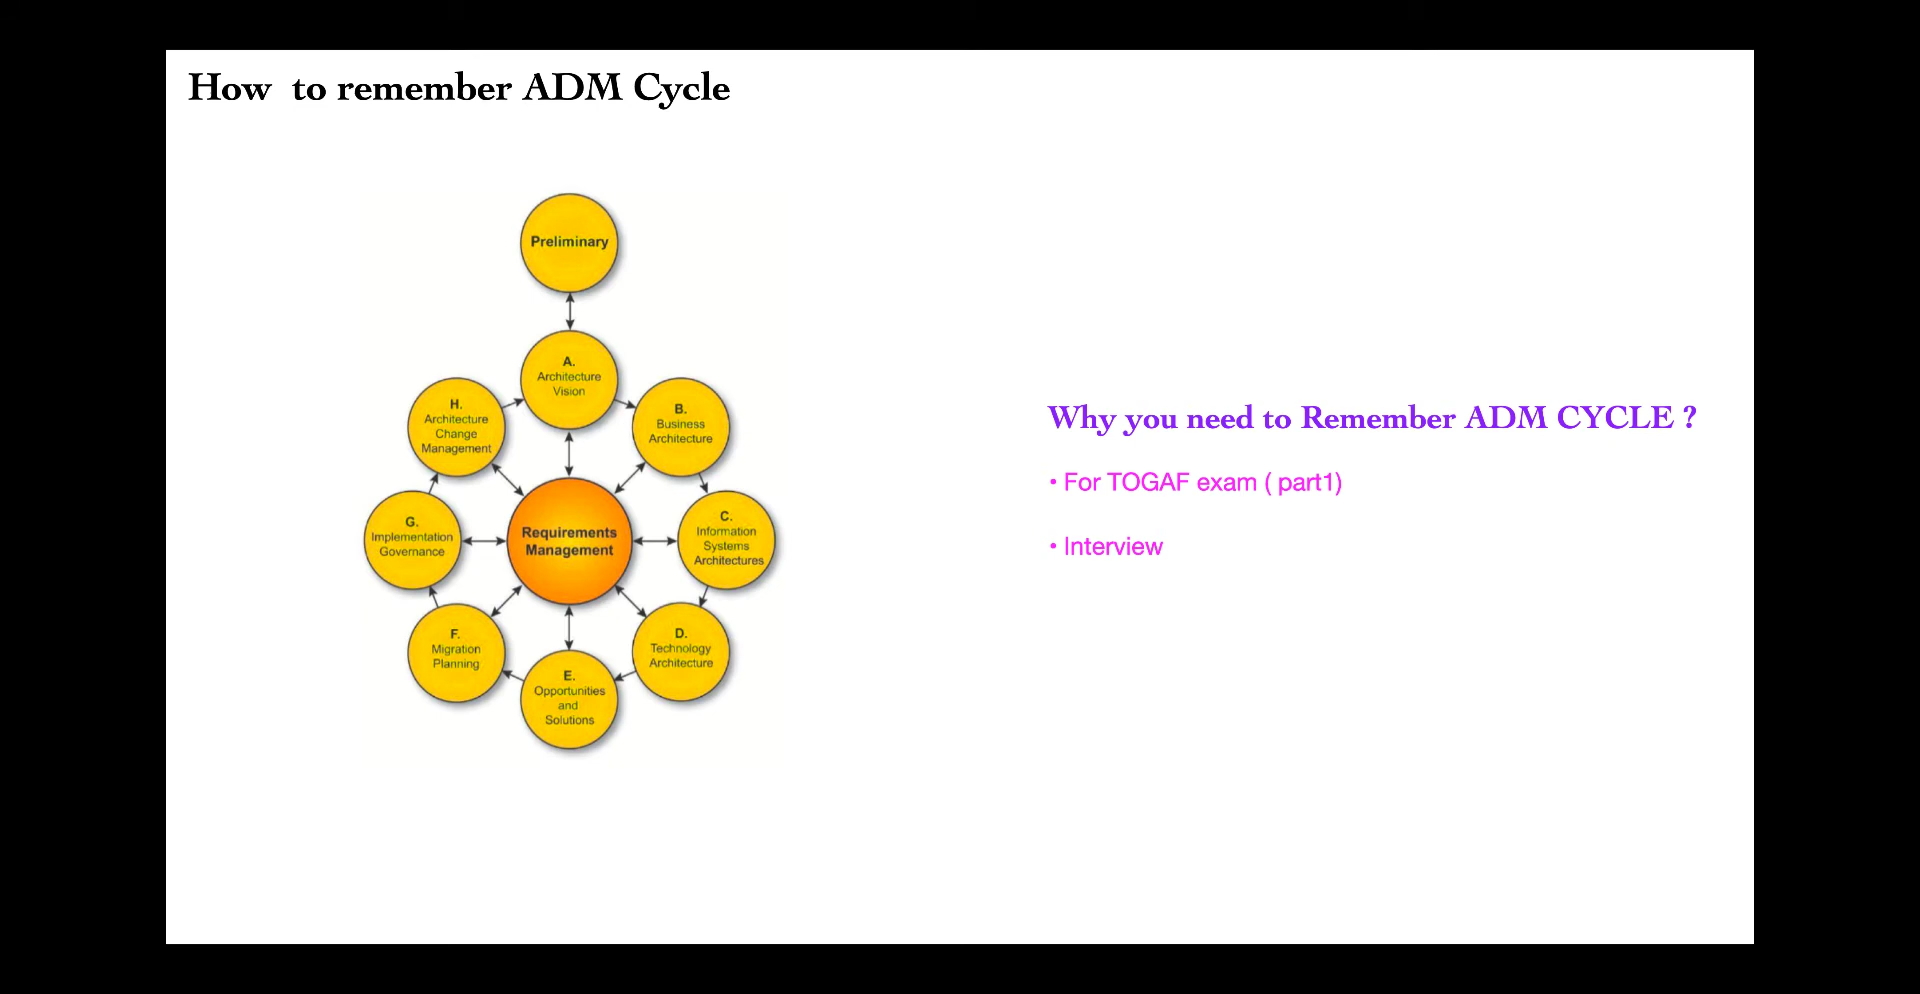 How to remember ADM Cycle
Preliminary
A.
Architecture
Vision
B.
Business
Architecture
C.
Information
Systems
Architectures
D.
Technology
Architecture
E.
Opportunities
and
Solutions
F.
Migration
Planning
G.
Implementation
Governance
H.
Architecture
Change
Management
Requirements
Management
Why you need to Remember ADM CYCLE ?
• For TOGAF exam ( part1)
• Interview